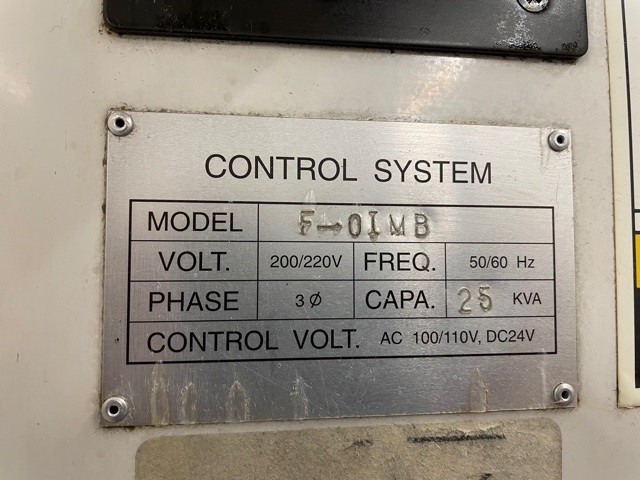 CONTROL SYSTEM
MODEL F-0IMB
VOLT. 200/220V FREQ. 50/60 Hz
PHASE 3 Ø CAPA. 25 KVA
CONTROL VOLT. AC 100/110V, DC24V